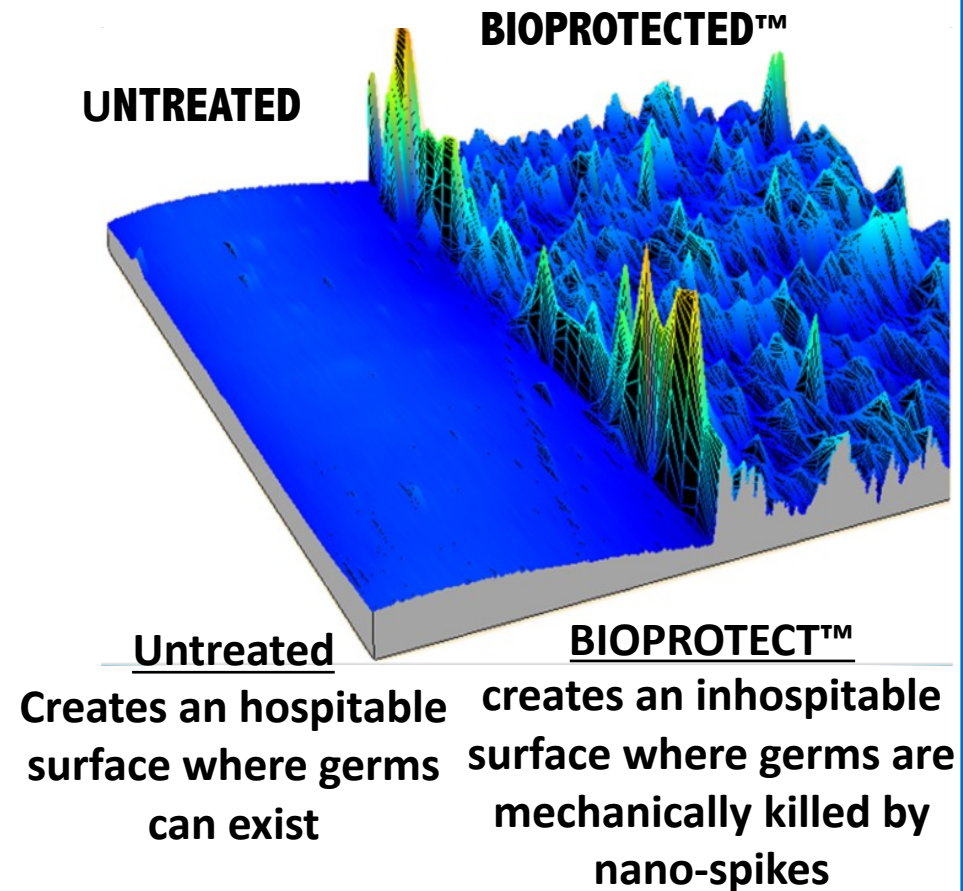 BIOPROTECTED™
UNTREATED
Untreated
Creates an hospitable
surface where germs
can exist
BIOPROTECT™
creates an inhospitable
surface where germs are
mechanically killed by
nano-spikes